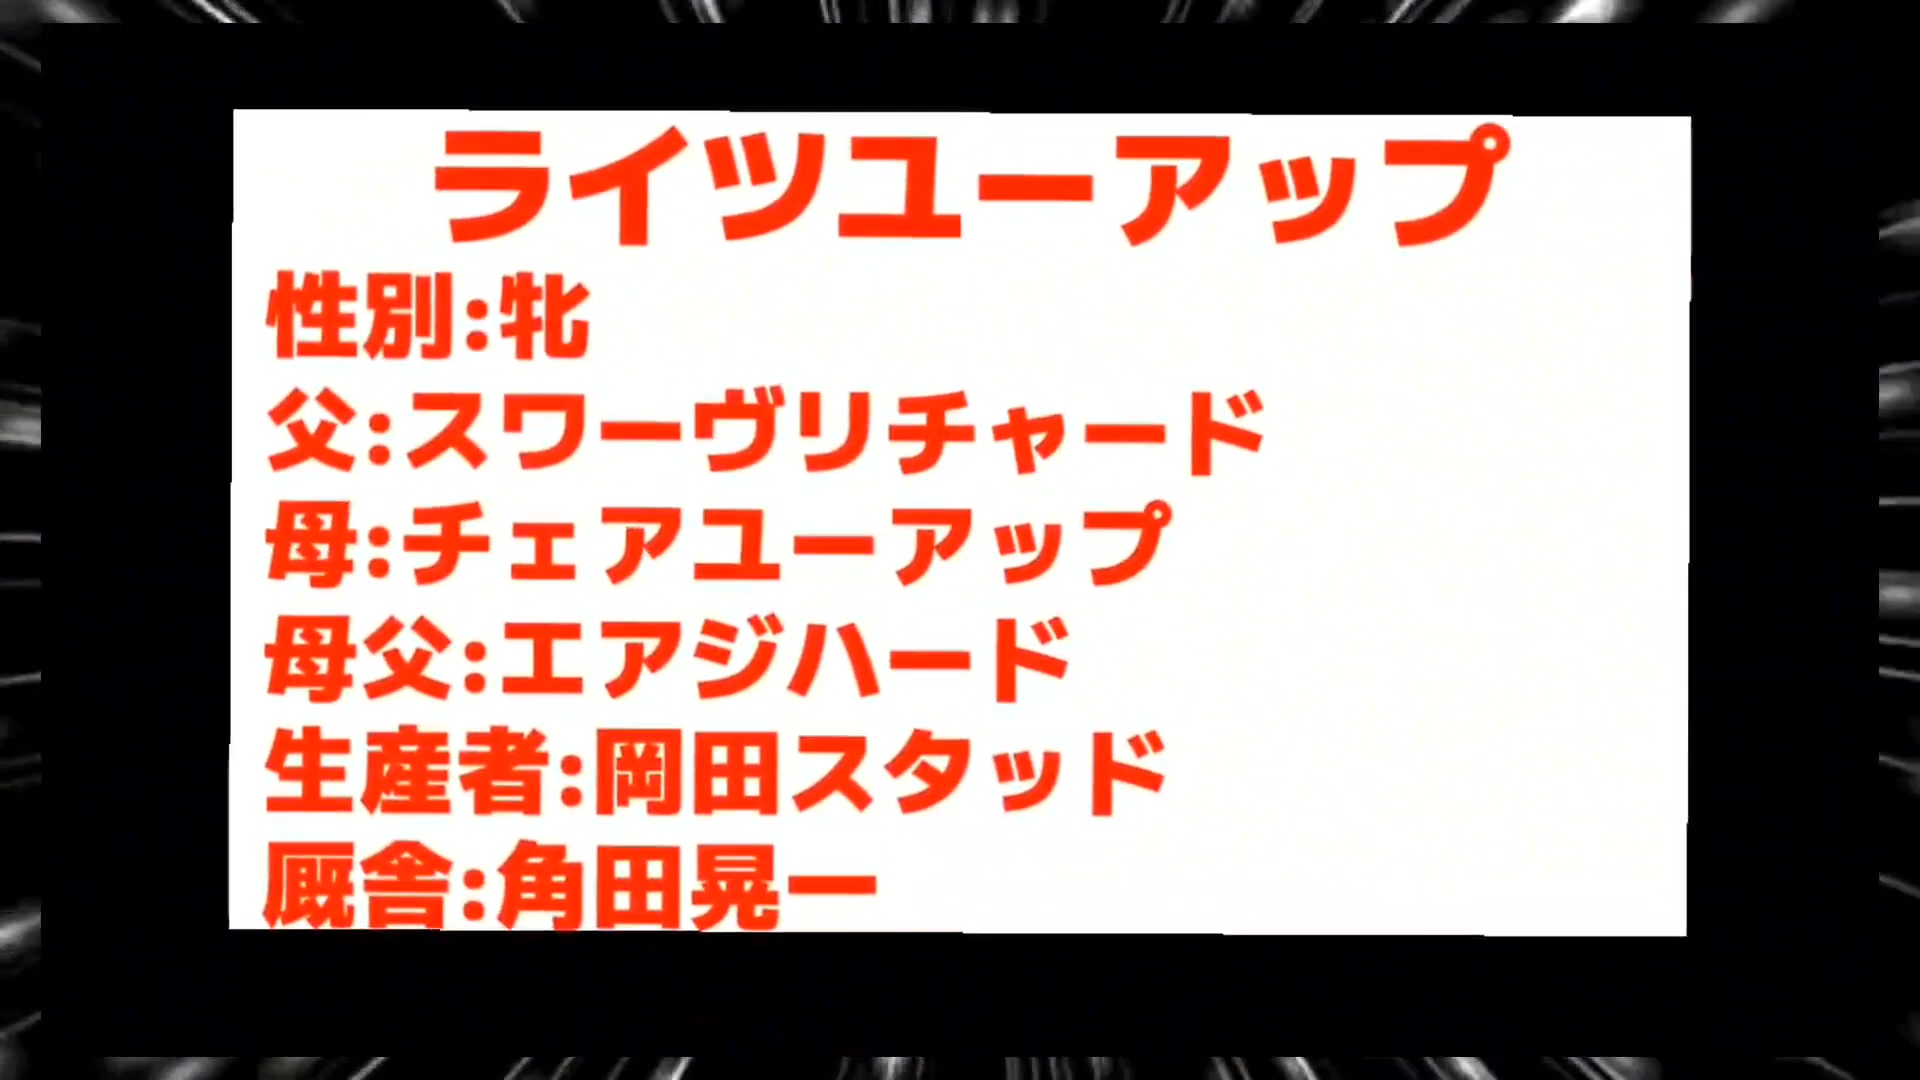 ライツユーアップ
性別:牝
父:スワーヴリチャード
母:チェアユーアップ
母父:エアジハード
生産者:岡田スタッド
厩舎:角田晃一